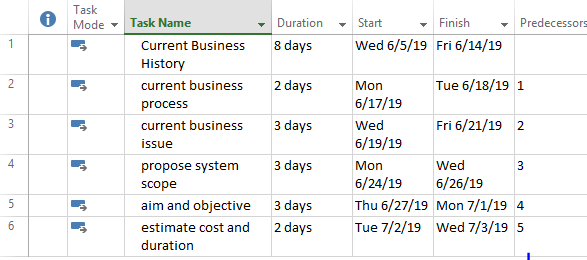 Task Mode Task Name Duration Start Finish Predecessors
1 Current Business History 8 days Wed 6/5/19 Fri 6/14/19
2 current business process 2 days Mon 6/17/19 Tue 6/18/19 1
3 current business issue 3 days Wed 6/19/19 Fri 6/21/19 2
4 propose system scope 3 days Mon 6/24/19 Wed 6/26/19 3
5 aim and objective 3 days Thu 6/27/19 Mon 7/1/19 4
6 estimate cost and duration 2 days Tue 7/2/19 Wed 7/3/19 5